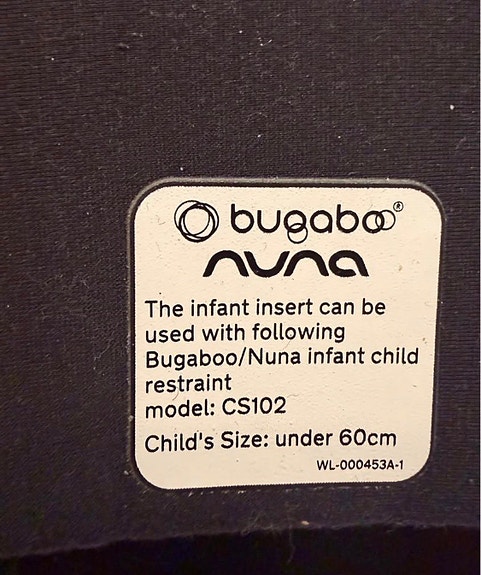 bugaboo®
nuna
The infant insert can be
used with following
Bugaboo/Nuna infant child
restraint
model: CS102
Child's Size: under 60cm
WL-000453A-1